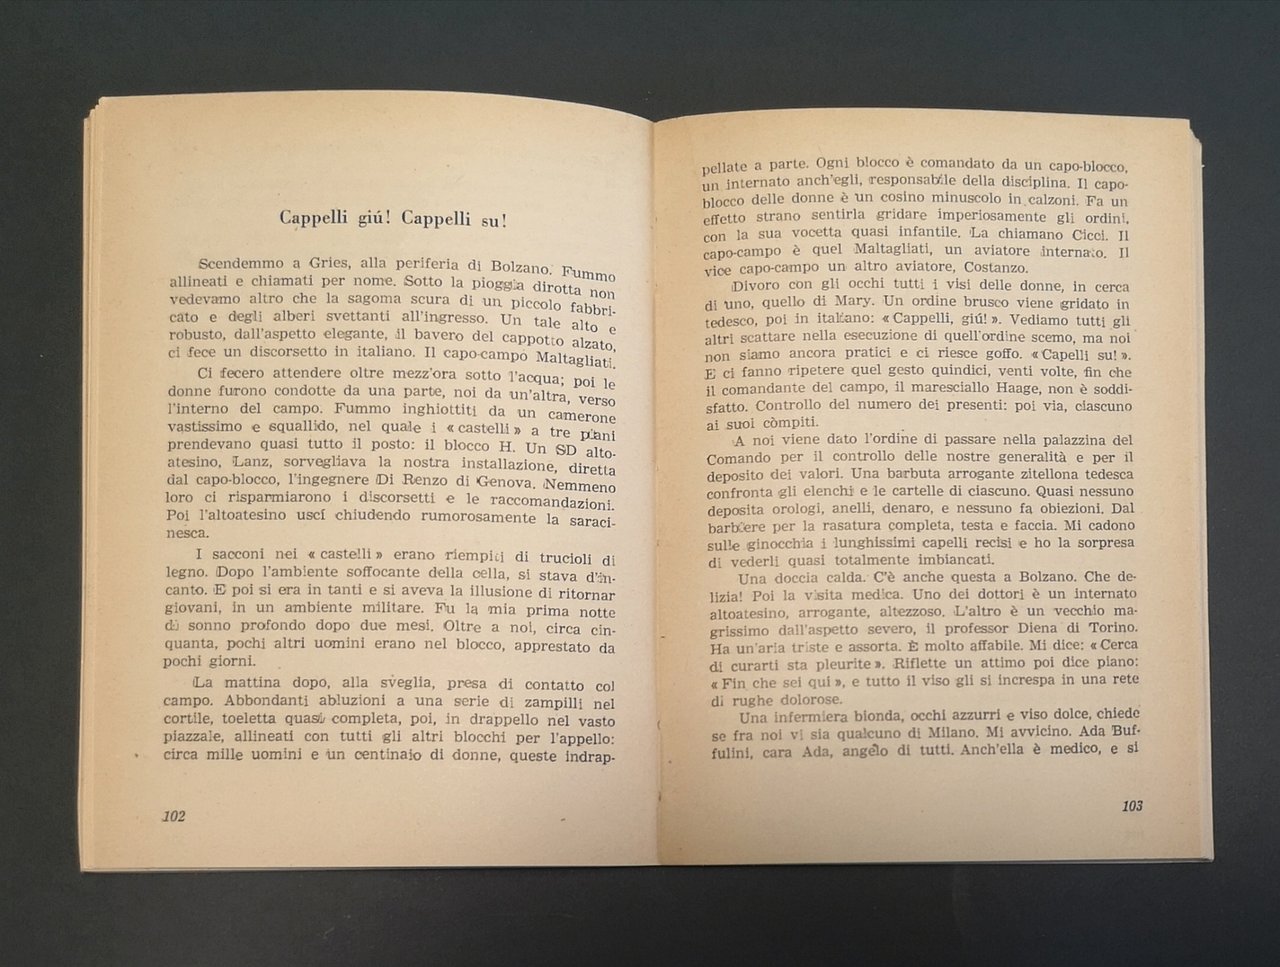 Cappelli giú! Cappelli su!
Scendemmo a Gries, alla periferia di Bolzano. Fummo
allineati e chiamati per nome. Sotto la pioggia dirotta non
vedevamo altro che la sagoma scura di un piccolo fabbri-
cato e degli alberi svettanti all'ingresso. Un tale alto e
robusto, dall'aspetto elegante, il bavero del cappotto alzato,
ci fece un discorsetto in italiano. Il capo-campo Maltagliati.
Ci fecero attendere oltre mezz'ora sotto l'acqua; poi le
donne furono condotte da una parte, noi da un'altra, verso
l'interno del campo. Fummo inghiottiti da un camerone
vastissimo e squallido, nel quale i « castelli » a tre piani
prendevano quasi tutto il posto: il blocco H. Un SD alto-
atesino, Lanz, sorvegliava la nostra installazione, diretta
dal capo-blocco, l'ingegnere Di Renzo di Genova. Nemmeno
loro ci risparmiarono i discorsetti e le raccomandazioni.
Poi l'altoatesino uscí chiudendo rumorosamente la saraci-
nesca.
I sacconi nei « castelli » erano riempiti di trucioli di
legno. Dopo l'ambiente soffocante della cella, si stava d'in-
canto. E poi si era in tanti e si aveva la illusione di ritornar
giovani, in un ambiente militare. Fu la mia prima notte
di sonno profondo dopo due mesi. Oltre a noi, circa cin-
quanta, pochi altri uomini erano nel blocco, apprestato da
pochi giorni.
La mattina dopo, alla sveglia, presa di contatto col
campo. Abbondanti abluzioni a una serie di zampilli nel
cortile, toeletta quasi completa, poi, in drappello nel vasto
piazzale, allineati con tutti gli altri blocchi per l'appello:
circa mille uomini e un centinaio di donne, queste indrap-
102
pellate a parte. Ogni blocco è comandato da un capo-blocco,
un internato anch'egli, responsabile della disciplina. Il capo-
blocco delle donne è un cosino minuscolo in calzoni. Fa un
effetto strano sentirla gridare imperiosamente gli ordini,
con la sua vocetta quasi infantile. La chiamano Cicci. Il
capo-campo è quel Maltagliati, un aviatore internato. Il
vice capo-campo un altro aviatore, Costanzo.
Divoro con gli occhi tutti i visi delle donne, in cerca
di uno, quello di Mary. Un ordine brusco viene gridato in
tedesco, poi in italiano: « Cappelli, giú! ». Vediamo tutti gli
altri scattare nella esecuzione di quell'ordine scemo, ma noi
non siamo ancora pratici e ci riesce goffo. « Capelli su! ».
E ci fanno ripetere quel gesto quindici, venti volte, fin che
il comandante del campo, il maresciallo Haage, non è soddi-
sfatto. Controllo del numero dei presenti: poi via, ciascuno
ai suoi còmpiti.
A noi viene dato l'ordine di passare nella palazzina del
Comando per il controllo delle nostre generalità e per il
deposito dei valori. Una barbuta arrogante zitellona tedesca
confronta gli elenchi e le cartelle di ciascuno. Quasi nessuno
deposita orologi, anelli, denaro, e nessuno fa obiezioni. Dal
barbiere per la rasatura completa, testa e faccia. Mi cadono
sulle ginocchia i lunghissimi capelli recisi e ho la sorpresa
di vederli quasi totalmente imbiancati.
Una doccia calda. C'è anche questa a Bolzano. Che de-
lizia! Poi la visita medica. Uno dei dottori è un internato
altoatesino, arrogante, altezzoso. L'altro è un vecchio ma-
grissimo dall'aspetto severo, il professor Diena di Torino.
Ha un'aria triste e assorta. È molto affabile. Mi dice: « Cerca
di curarti sta pleurite ». Riflette un attimo poi dice piano:
« Fin che sei qui », e tutto il viso gli si increspa in una rete
di rughe dolorose.
Una infermiera bionda, occhi azzurri e viso dolce, chiede
se fra noi vi sia qualcuno di Milano. Mi avvicino. Ada Buf-
fulini, cara Ada, angelo di tutti. Anch'ella è medico, e si
103